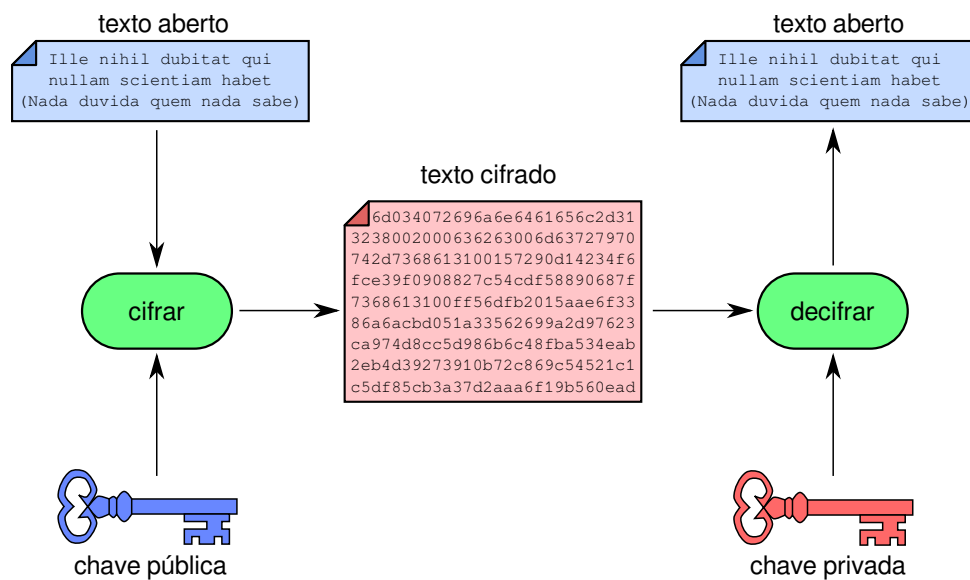 texto aberto
Ille nihil dubitat qui
nullam scientiam habet
(Nada duvida quem nada sabe)
texto aberto
Ille nihil dubitat qui
nullam scientiam habet
(Nada duvida quem nada sabe)
texto cifrado
6d034072696a6e6461656c2d31
3238002000636263006d63727970
742d7368613100157290d14234f6
fce39f0908827c54cdf58890687f
7368613100ff56dfb2015aae6f33
86a6acbd051a33562699a2d97623
ca974d8cc5d986b6c48fba534eab
2eb4d39273910b72c869c54521c1
c5df85cb3a37d2aaa6f19b560ead
cifrar
decifrar
chave pública
chave privada